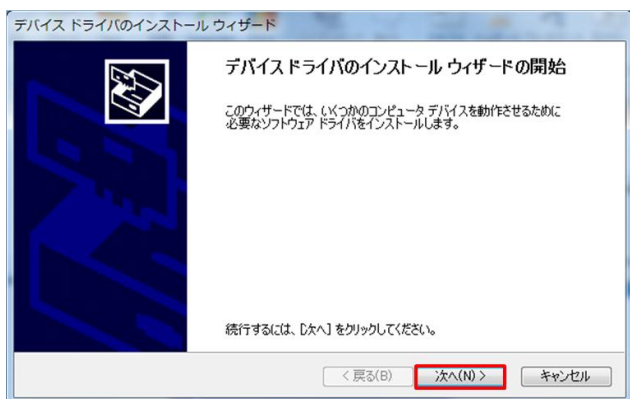 デバイス ドライバのインストール ウィザード
デバイス ドライバのインストール ウィザードの開始
このウィザードでは、いくつかのコンピュータ デバイスを動作させるために
必要なソフトウェア ドライバをインストールします。
続行するには、[次へ] をクリックしてください。
< 戻る(B) 次へ(N) > キャンセル